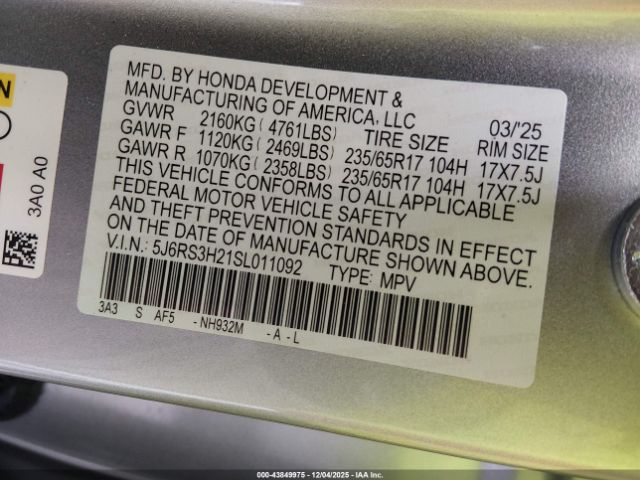 MFD. BY HONDA DEVELOPMENT &
MANUFACTURING OF AMERICA, LLC 03/'25
GVWR 2160KG( 4761LBS) TIRE SIZE RIM SIZE
GAWR F 1120KG( 2469LBS) 235/65R17 104H 17X7.5J
GAWR R 1070KG( 2358LBS) 235/65R17 104H 17X7.5J
THIS VEHICLE CONFORMS TO ALL APPLICABLE
FEDERAL MOTOR VEHICLE SAFETY
AND THEFT PREVENTION STANDARDS IN EFFECT
ON THE DATE OF MANUFACTURE SHOWN ABOVE.
V.I.N.: 5J6RS3H21SL011092 TYPE: MPV
3A3 S AF5 - NH932M - A - L
3A0 A0
000-43849975 - 12/04/2025 - IAA Inc.